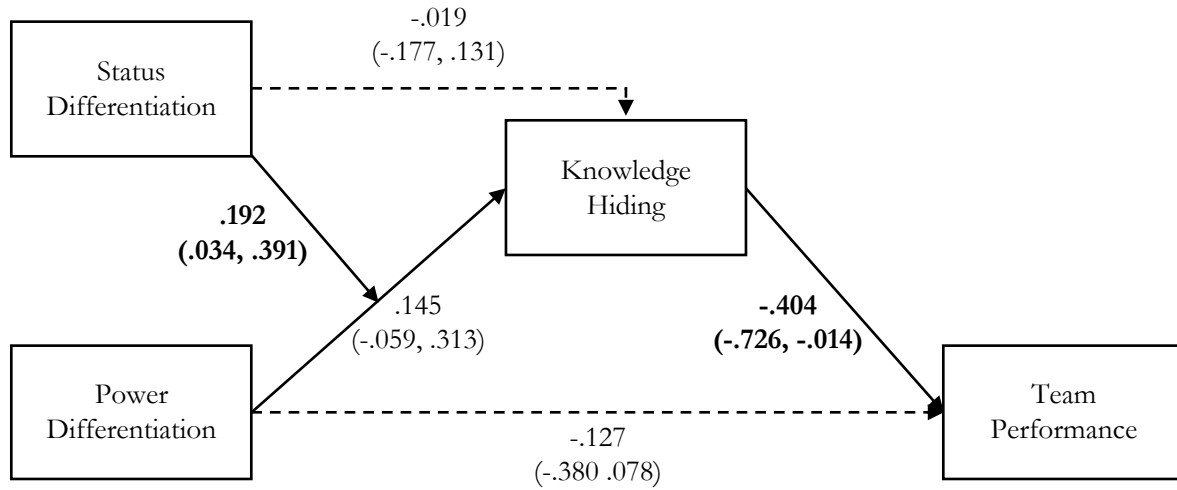 -.019
(-.177, .131)
Status
Differentiation
Knowledge
Hiding
.192
(.034, .391)
.145
(-.059, .313)
-.404
(-.726, -.014)
Power
Differentiation
-.127
(-.380 .078)
Team
Performance